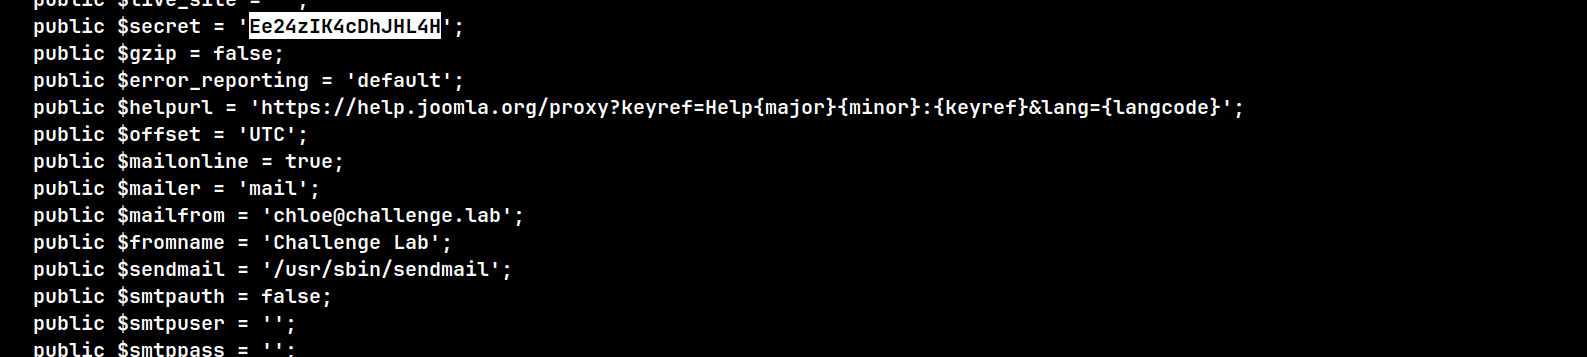 public $live_site = '';
public $secret = 'Ee24zIK4cDhJHL4H';
public $gzip = false;
public $error_reporting = 'default';
public $helpurl = 'https://help.joomla.org/proxy?keyref=Help{major}{minor}:{keyref}&lang={langcode}';
public $offset = 'UTC';
public $mailonline = true;
public $mailer = 'mail';
public $mailfrom = 'chloe@challenge.lab';
public $fromname = 'Challenge Lab';
public $sendmail = '/usr/sbin/sendmail';
public $smtpauth = false;
public $smtpuser = '';
public $smtppass = '';